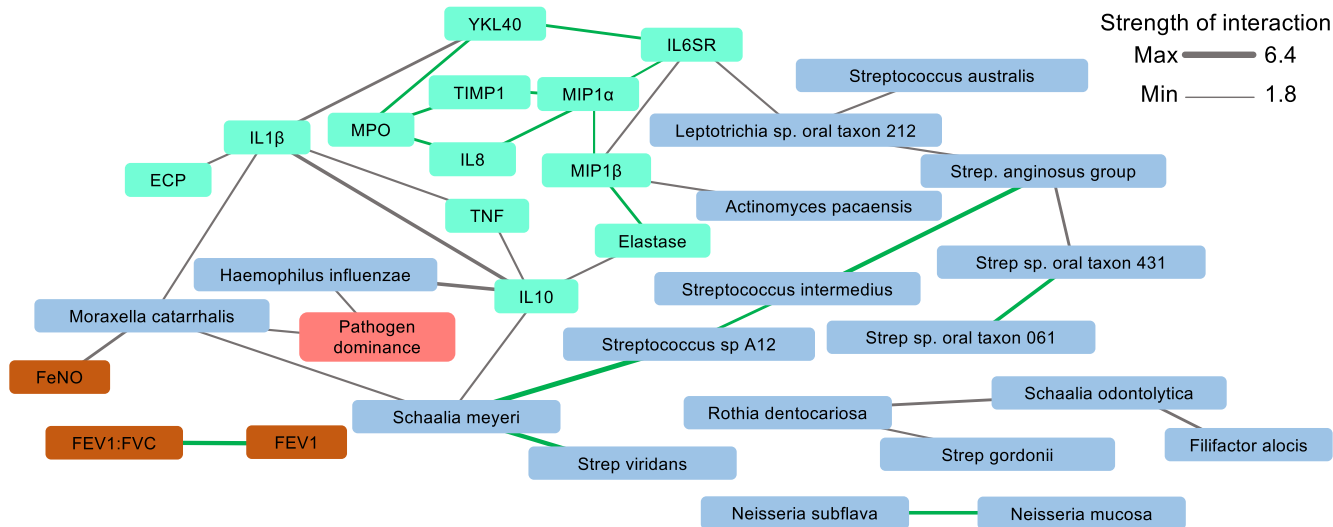 YKL40
IL6SR
Strength of interaction
Max 6.4
Min 1.8
Streptococcus australis
TIMP1
MIP1α
MPO
Leptotrichia sp. oral taxon 212
IL1β
IL8
MIP1β
Strep. anginosus group
ECP
Actinomyces pacaensis
TNF
Elastase
Haemophilus influenzae
Strep sp. oral taxon 431
IL10
Streptococcus intermedius
Moraxella catarrhalis
Pathogen
dominance
Streptococcus sp A12
Strep sp. oral taxon 061
FeNO
Schaalia meyeri
Rothia dentocariosa
Schaalia odontolytica
FEV1:FVC
FEV1
Strep viridans
Strep gordonii
Filifactor alocis
Neisseria subflava
Neisseria mucosa